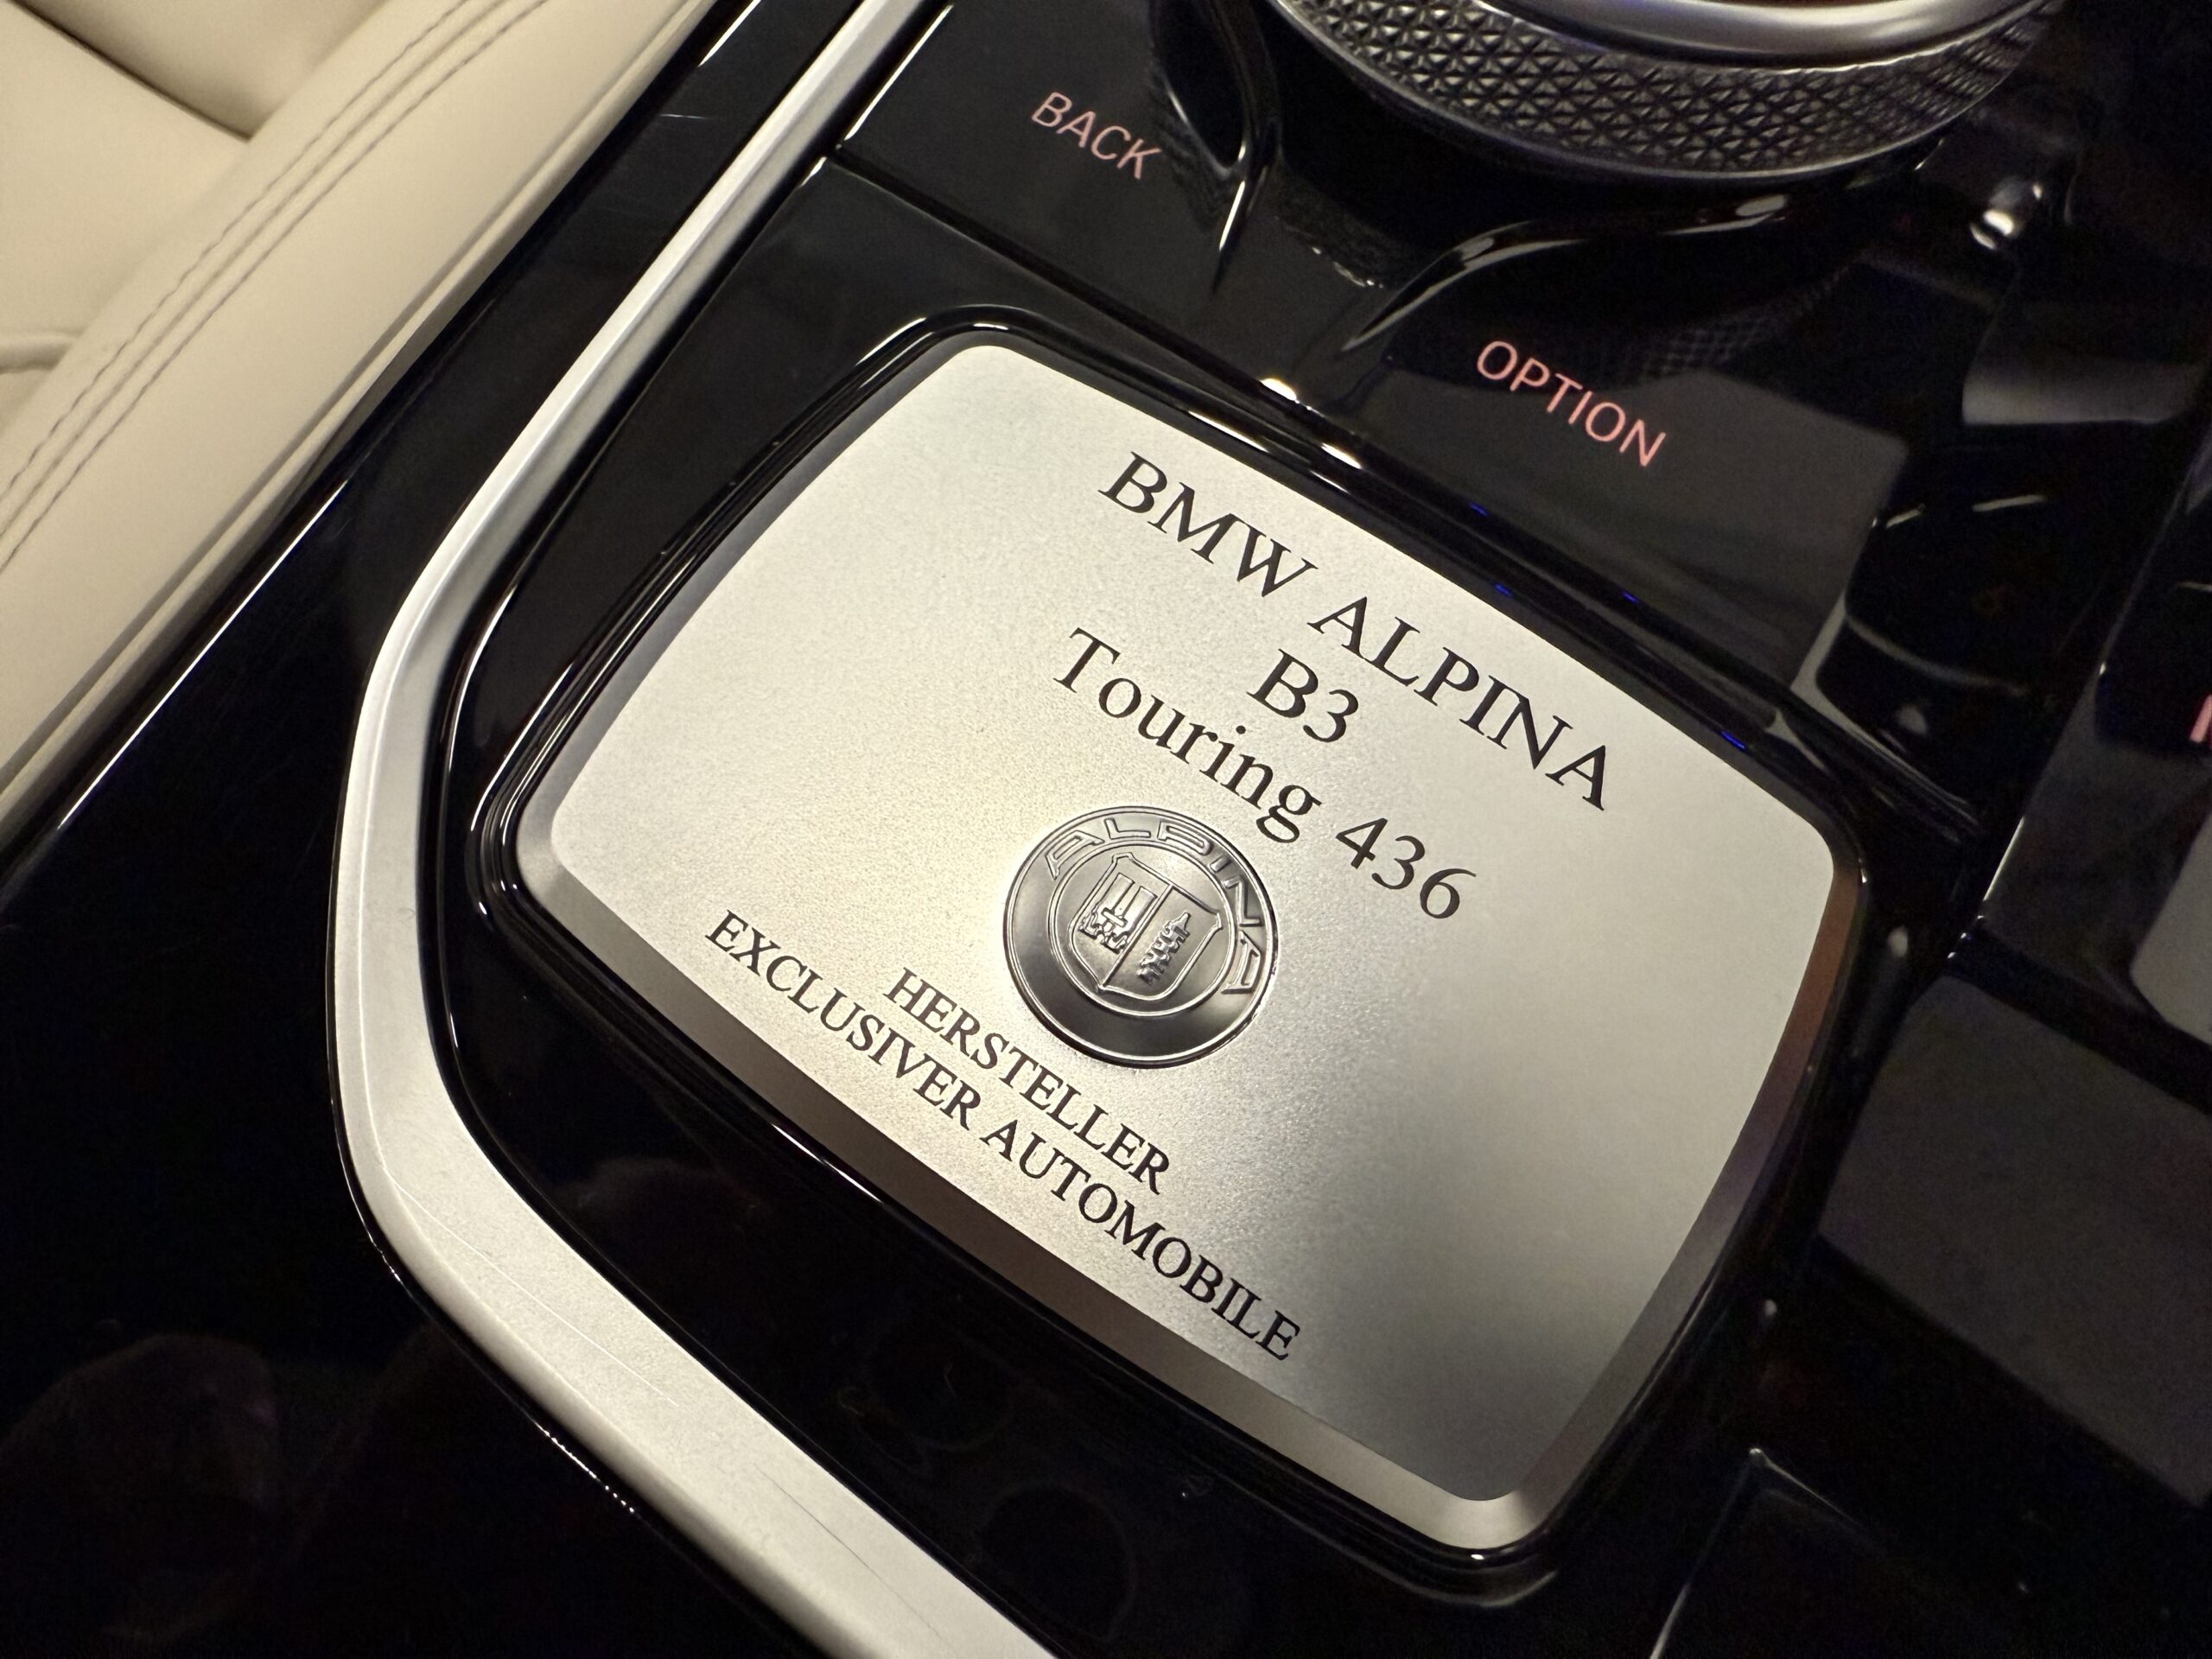 BACK
OPTION
BMW ALPINA
B3
Touring 436
ALPINA
HERSTELLER
EXCLUSIVER AUTOMOBILE